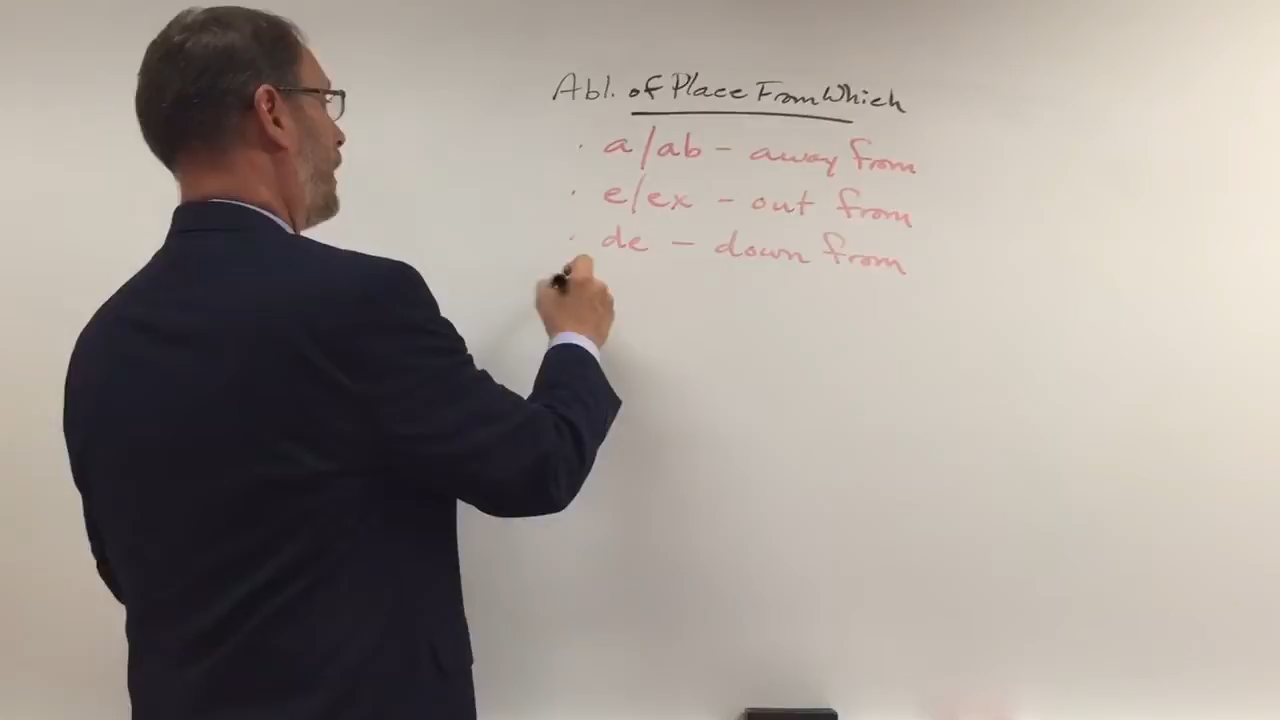 Abl. of Place From Which
· a/ab - away from
· e/ex - out from
· de - down from